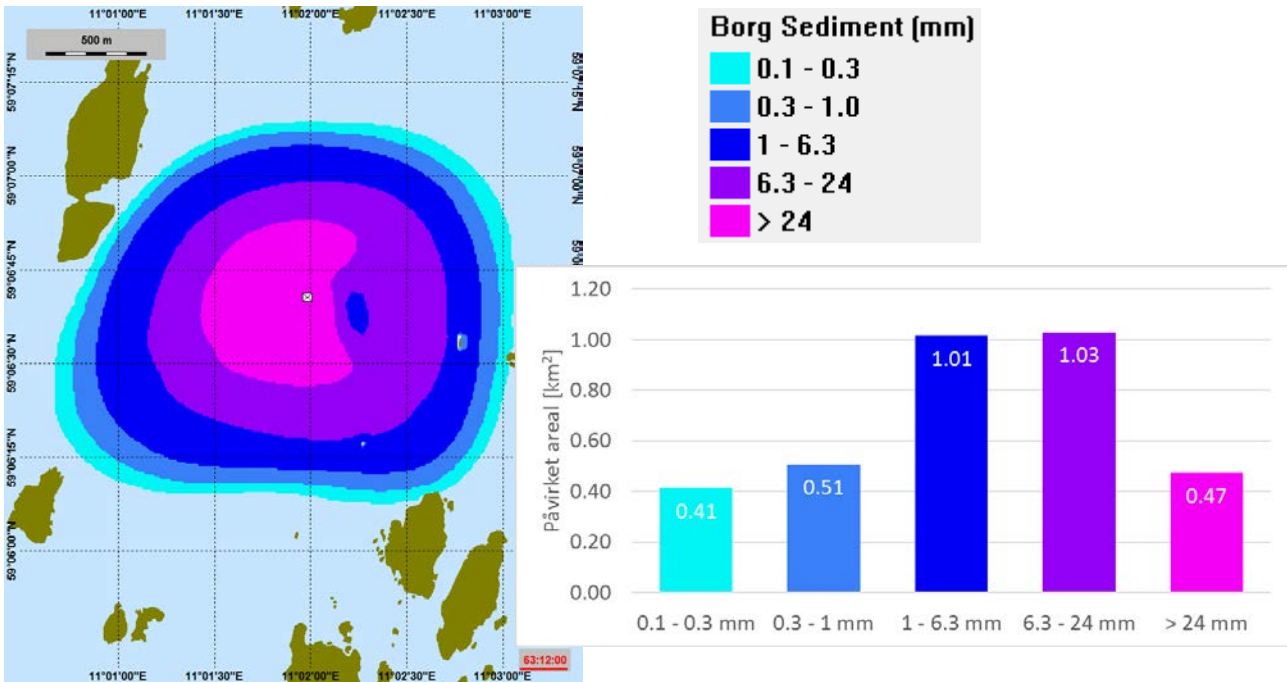 11°01'00"E 11°01'30"E 11°02'00"E 11°02'30"E 11°03'00"E
500 m
59°07'15"N
59°07'00"N
59°06'45"N
59°06'30"N
59°06'15"N
59°06'00"N
59°07'15"N
59°07'00"N
63:12:00
11°01'00"E 11°01'30"E 11°02'00"E 11°02'30"E 11°03'00"E
Borg Sediment (mm)
0.1 - 0.3
0.3 - 1.0
1 - 6.3
6.3 - 24
> 24
Påvirket areal [km²]
1.20
1.00
0.80
0.60
0.40
0.20
0.00
0.41
0.51
1.01
1.03
0.47
0.1 - 0.3 mm 0.3 - 1 mm 1 - 6.3 mm 6.3 - 24 mm > 24 mm